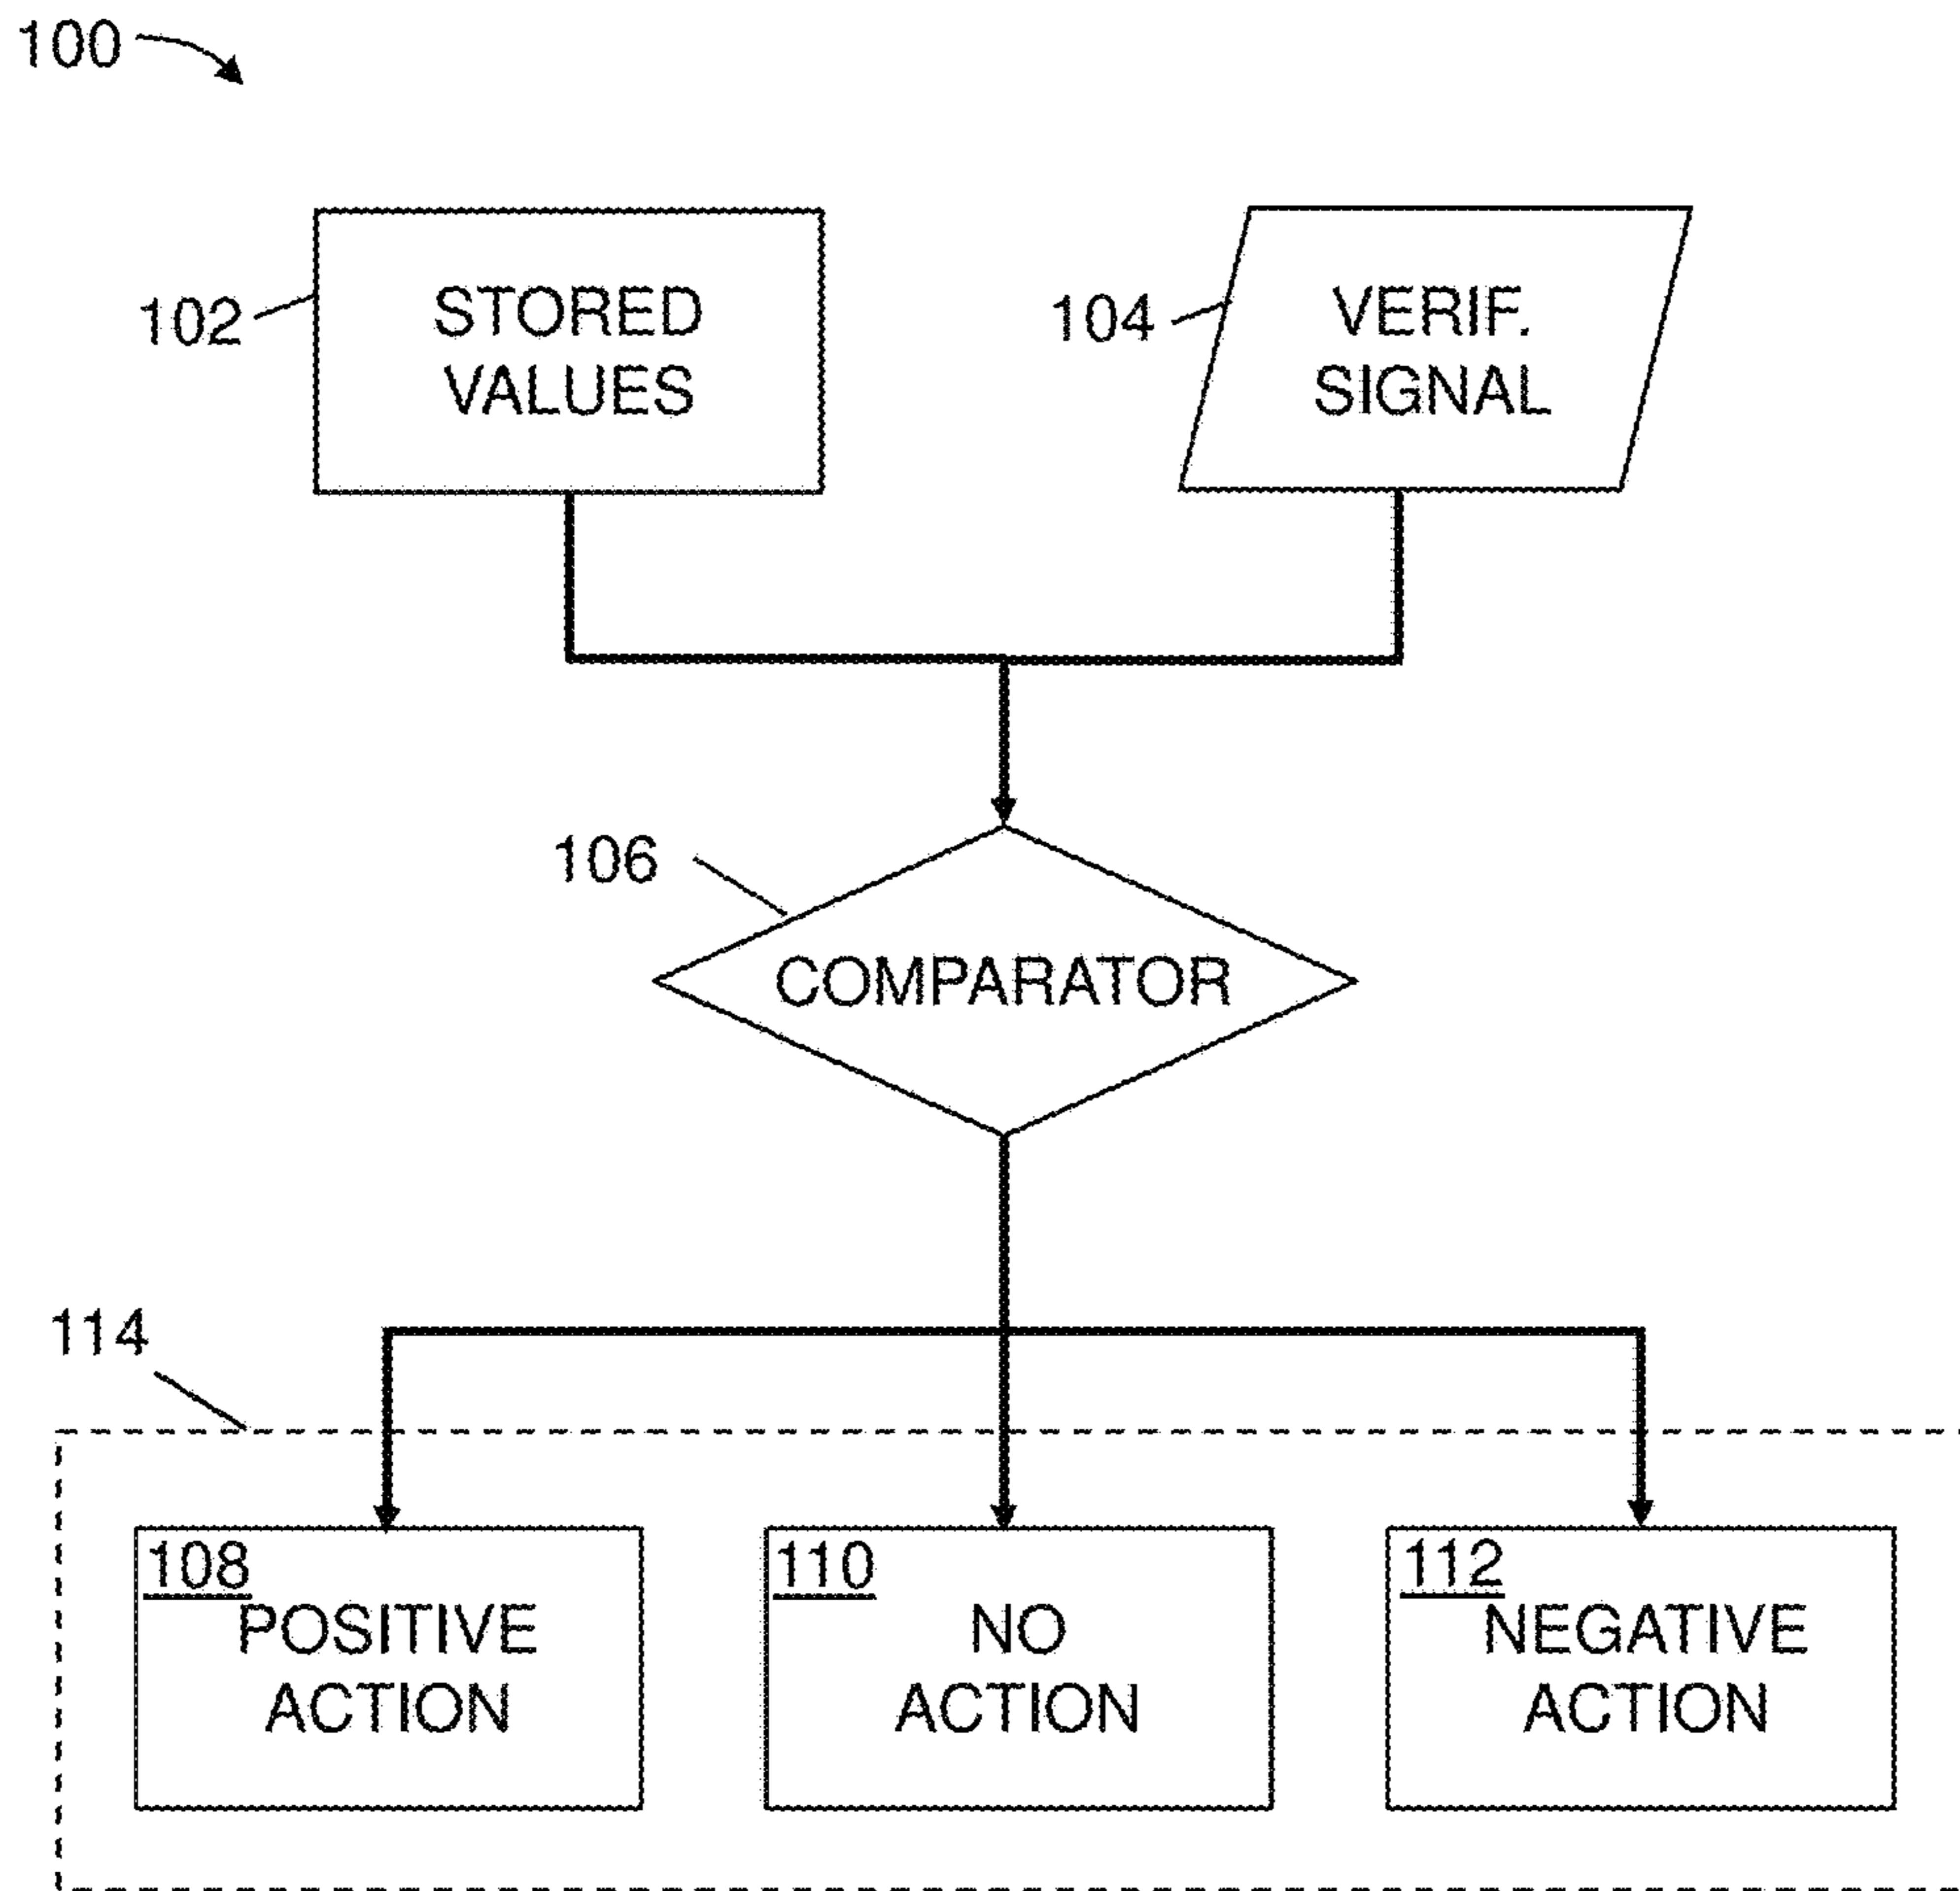 100
102
STORED
VALUES
104
VERIF.
SIGNAL
106
COMPARATOR
114
108
POSITIVE
ACTION
110
NO
ACTION
112
NEGATIVE
ACTION